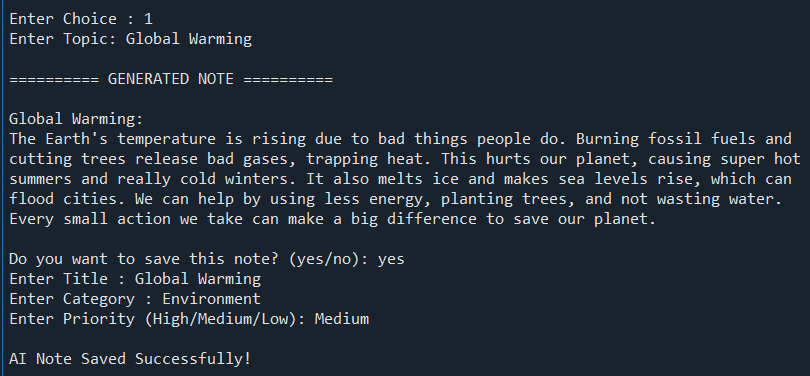 Enter Choice : 1
Enter Topic: Global Warming
========== GENERATED NOTE ==========
Global Warming:
The Earth's temperature is rising due to bad things people do. Burning fossil fuels and
cutting trees release bad gases, trapping heat. This hurts our planet, causing super hot
summers and really cold winters. It also melts ice and makes sea levels rise, which can
flood cities. We can help by using less energy, planting trees, and not wasting water.
Every small action we take can make a big difference to save our planet.
Do you want to save this note? (yes/no): yes
Enter Title : Global Warming
Enter Category : Environment
Enter Priority (High/Medium/Low): Medium
AI Note Saved Successfully!